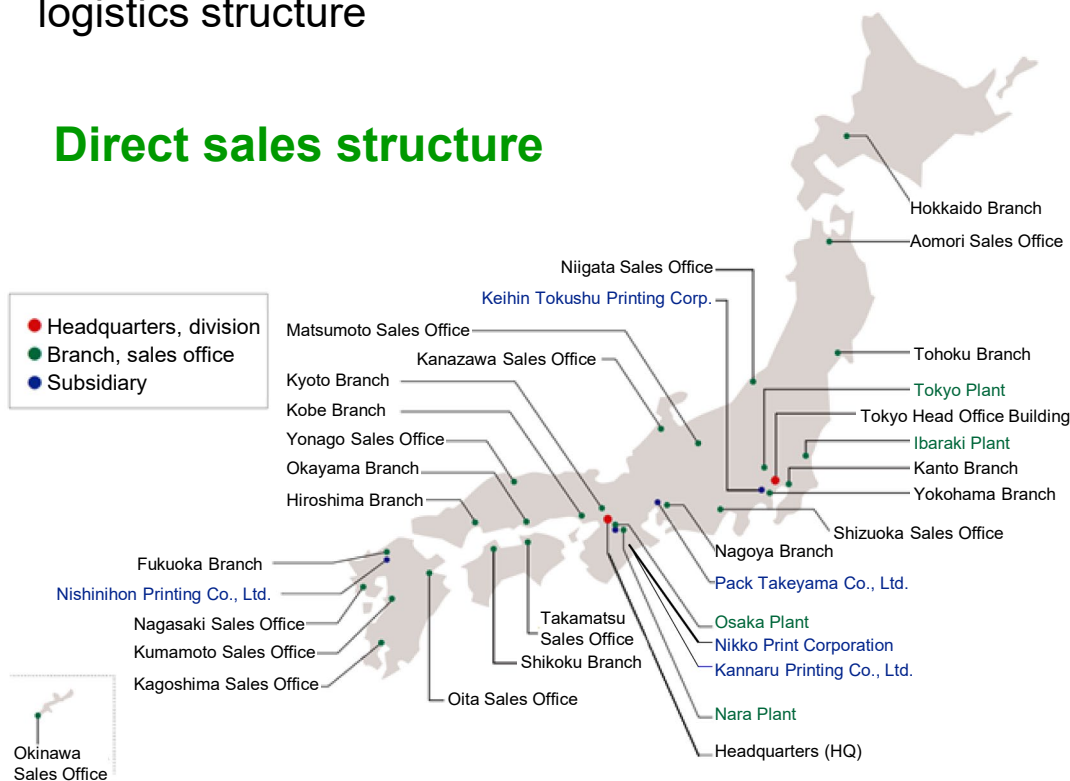 logistics structure
Direct sales structure
Headquarters, division
Branch, sales office
Subsidiary
Hokkaido Branch
Aomori Sales Office
Niigata Sales Office
Keihin Tokushu Printing Corp.
Matsumoto Sales Office
Kanazawa Sales Office
Kyoto Branch
Kobe Branch
Yonago Sales Office
Okayama Branch
Hiroshima Branch
Tohoku Branch
Tokyo Plant
Tokyo Head Office Building
Ibaraki Plant
Kanto Branch
Yokohama Branch
Shizuoka Sales Office
Nagoya Branch
Pack Takeyama Co., Ltd.
Osaka Plant
Nikko Print Corporation
Kannaru Printing Co., Ltd.
Nara Plant
Headquarters (HQ)
Fukuoka Branch
Nishinihon Printing Co., Ltd.
Nagasaki Sales Office
Kumamoto Sales Office
Kagoshima Sales Office
Takamatsu
Sales Office
Shikoku Branch
Oita Sales Office
Okinawa
Sales Office